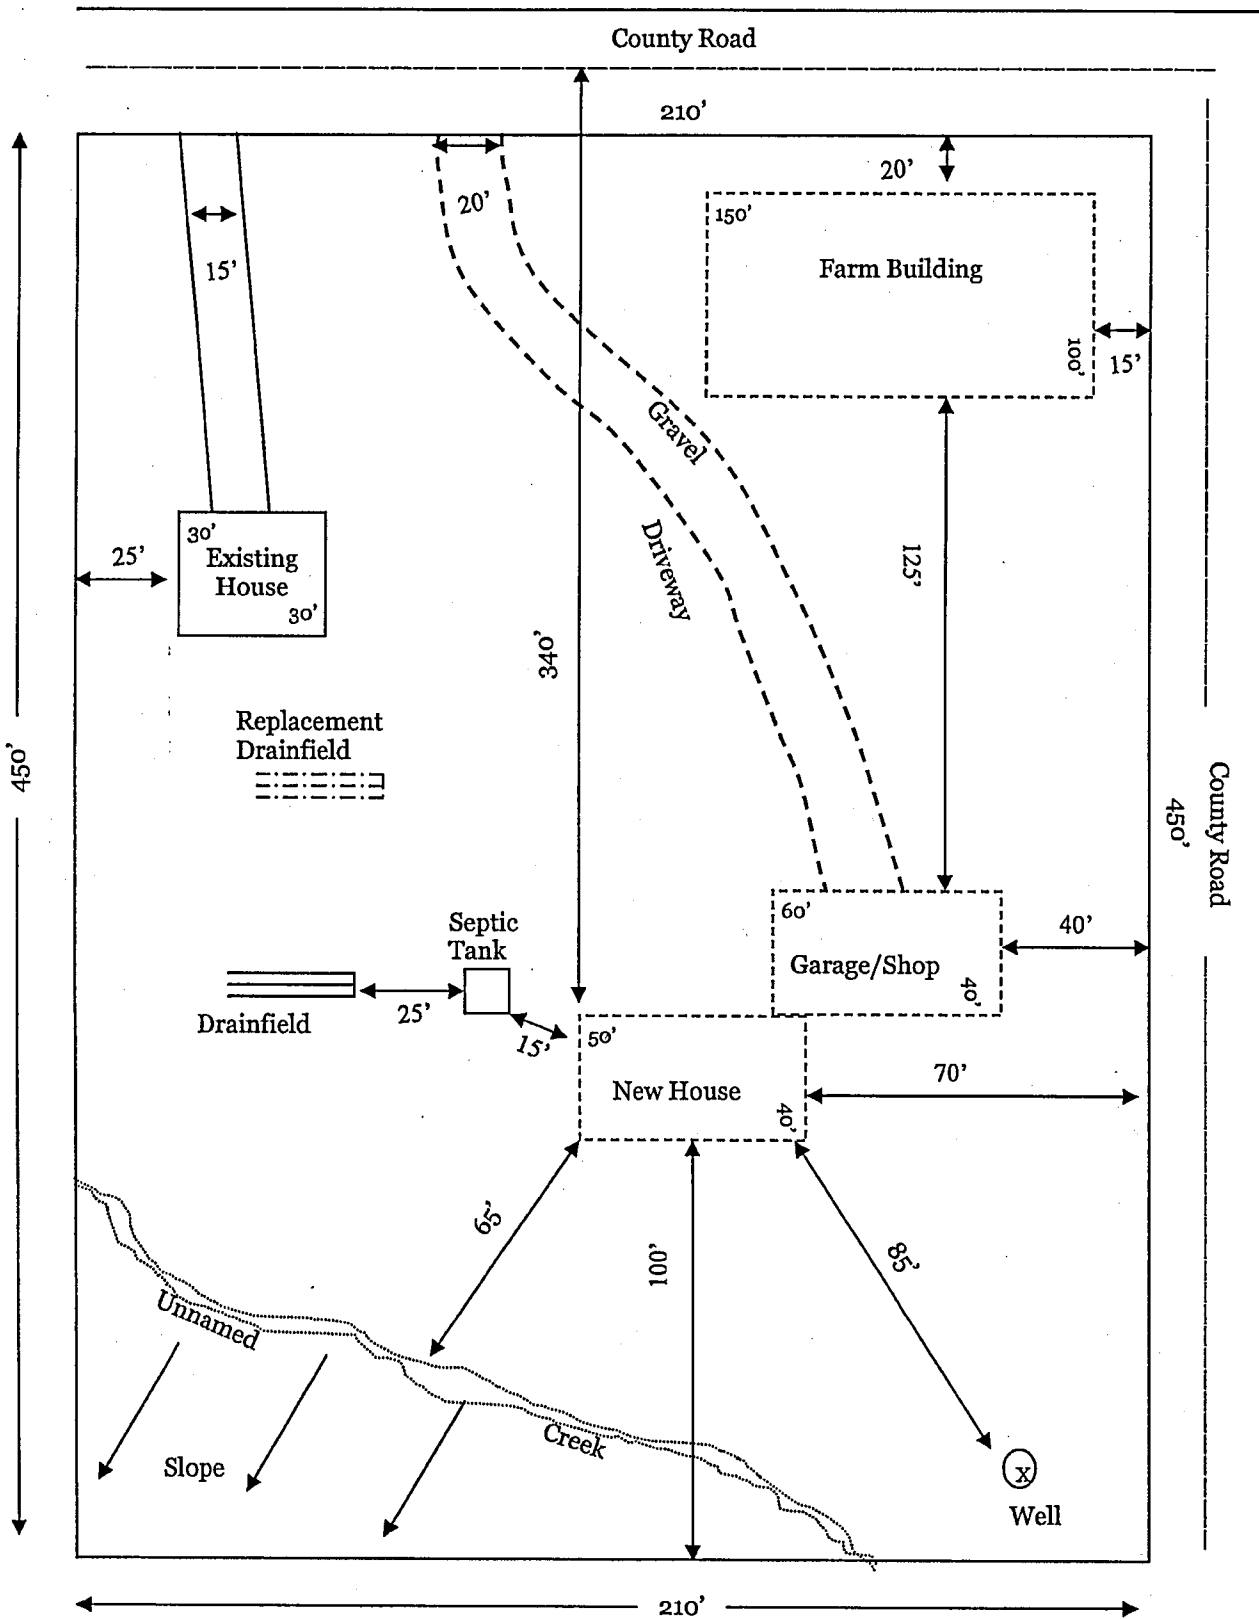 County Road
210'
20'
20'
150'
Farm Building
15'
100'
15'
Gravel
30'
Existing
House
30'
25'
Driveway
125'
340'
Replacement
Drainfield
450'
County Road
450'
60'
Garage/Shop
40'
40'
Septic
Tank
25'
Drainfield
15'
50'
New House
40'
70'
65'
100'
85'
Unnamed
Creek
Slope
X
Well
210'